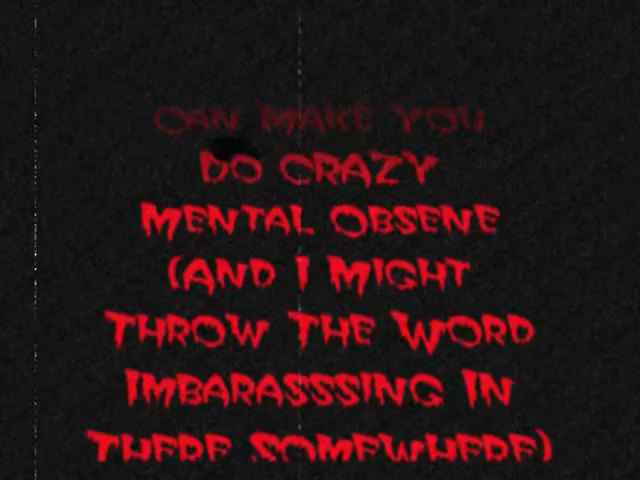 CAN MAKE YOU
DO CRAZY
MENTAL OBSENE
(AND I MIGHT
THROW THE WORD
IMBARASSSING IN
THERE SOMEWHERE)